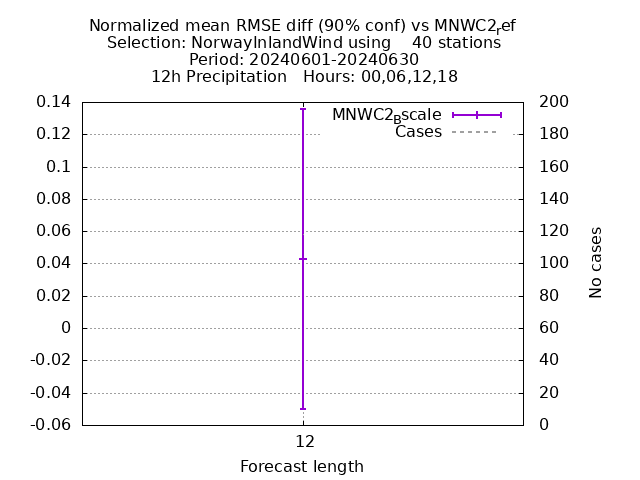 Normalized mean RMSE diff (90% conf) vs MNWC2_ref
Selection: NorwayInlandWind using 40 stations
Period: 20240601-20240630
12h Precipitation Hours: 00,06,12,18
MNWC2_Bscale
Cases
0.14
0.12
0.1
0.08
0.06
0.04
0.02
0
-0.02
-0.04
-0.06
200
180
160
140
120
100
80
60
40
20
0
No cases
12
Forecast length